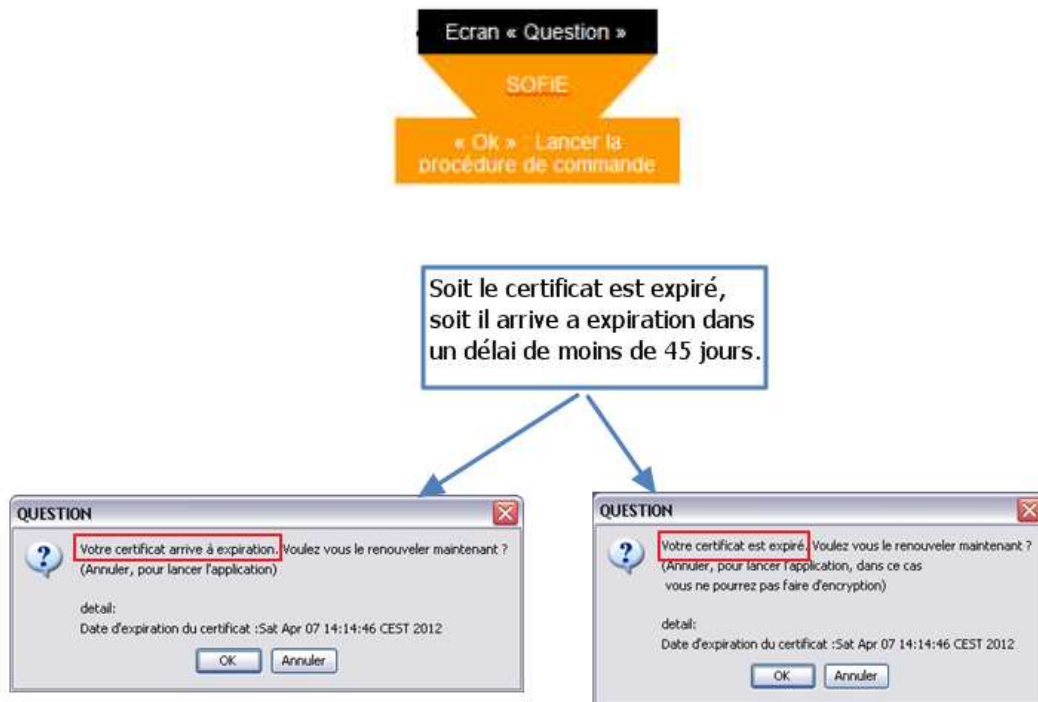 Ecran « Question »
SOFiE
« Ok » : Lancer la
procédure de commande
Soit le certificat est expiré,
soit il arrive a expiration dans
un délai de moins de 45 jours.
QUESTION
Votre certificat arrive à expiration. Voulez vous le renouveler maintenant ?
(Annuler, pour lancer l'application)
detail:
Date d'expiration du certificat :Sat Apr 07 14:14:46 CEST 2012
OK Annuler
QUESTION
Votre certificat est expiré. Voulez vous le renouveler maintenant ?
(Annuler, pour lancer l'application, dans ce cas
vous ne pourrez pas faire d'encryption)
detail:
Date d'expiration du certificat :Sat Apr 07 14:14:46 CEST 2012
OK Annuler